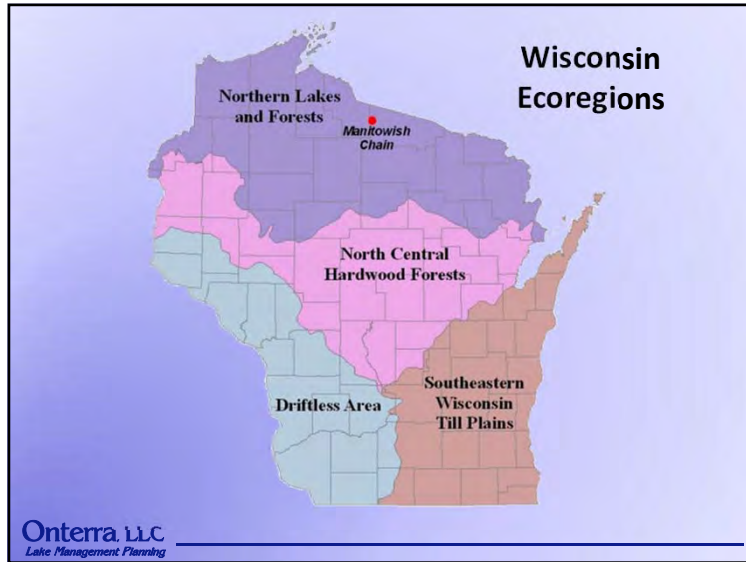 Wisconsin
Ecoregions
Northern Lakes
and Forests
Manitowish
Chain
North Central
Hardwood Forests
Driftless Area
Southeastern
Wisconsin
Till Plains
Onterra LLC
Lake Management Planning